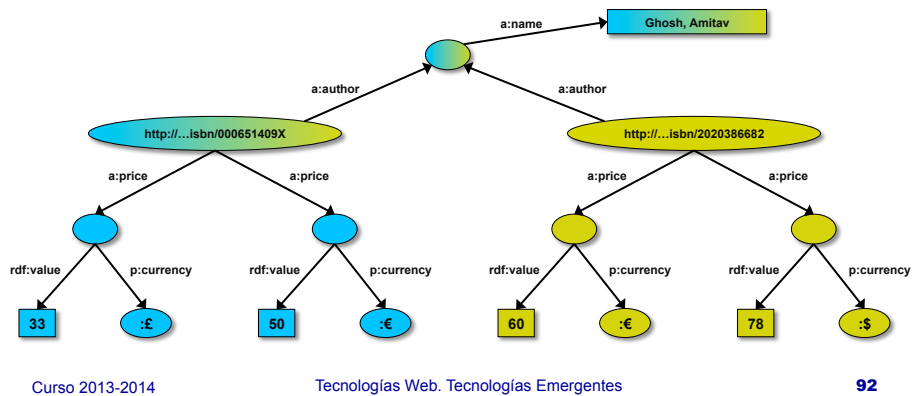 a:name
Ghosh, Amitav
a:author
a:author
http://…isbn/000651409X
http://…isbn/2020386682
a:price
a:price
a:price
a:price
rdf:value
p:currency
rdf:value
p:currency
rdf:value
p:currency
rdf:value
p:currency
33
:£
50
:€
60
:€
78
:$
Curso 2013-2014
Tecnologías Web. Tecnologías Emergentes
92